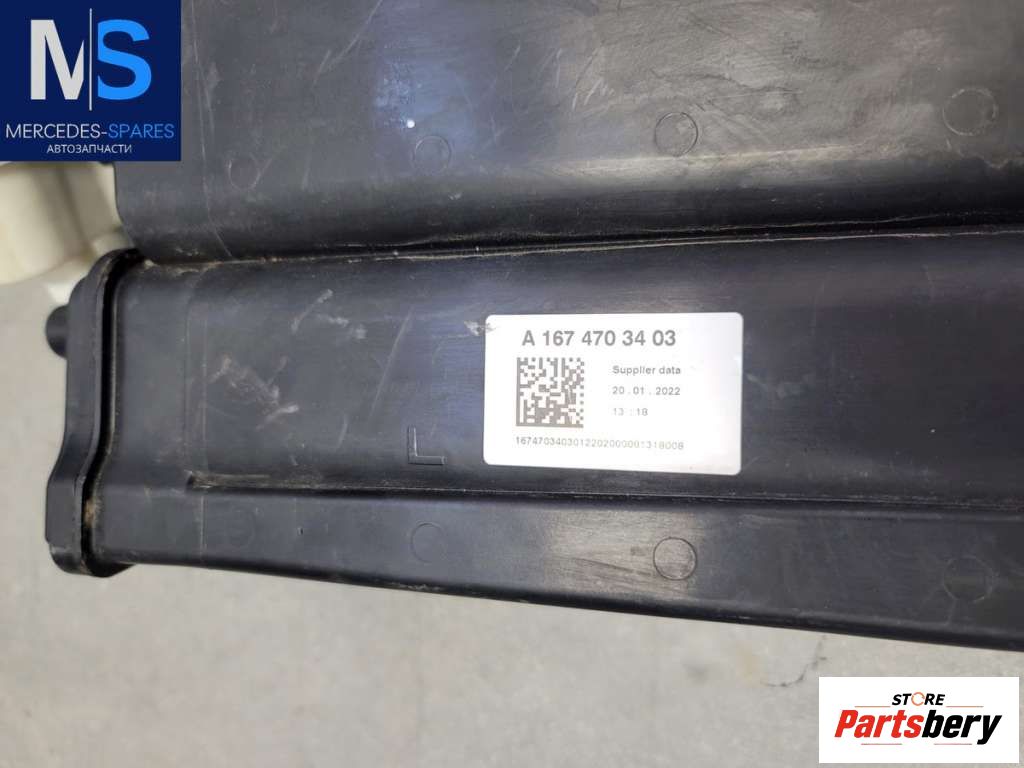 MS
MERCEDES-SPARES
АВТОЗАПЧАСТИ
A 167 470 34 03
Supplier data
20 . 01 . 2022
13 : 18
L
STORE
Partsbery